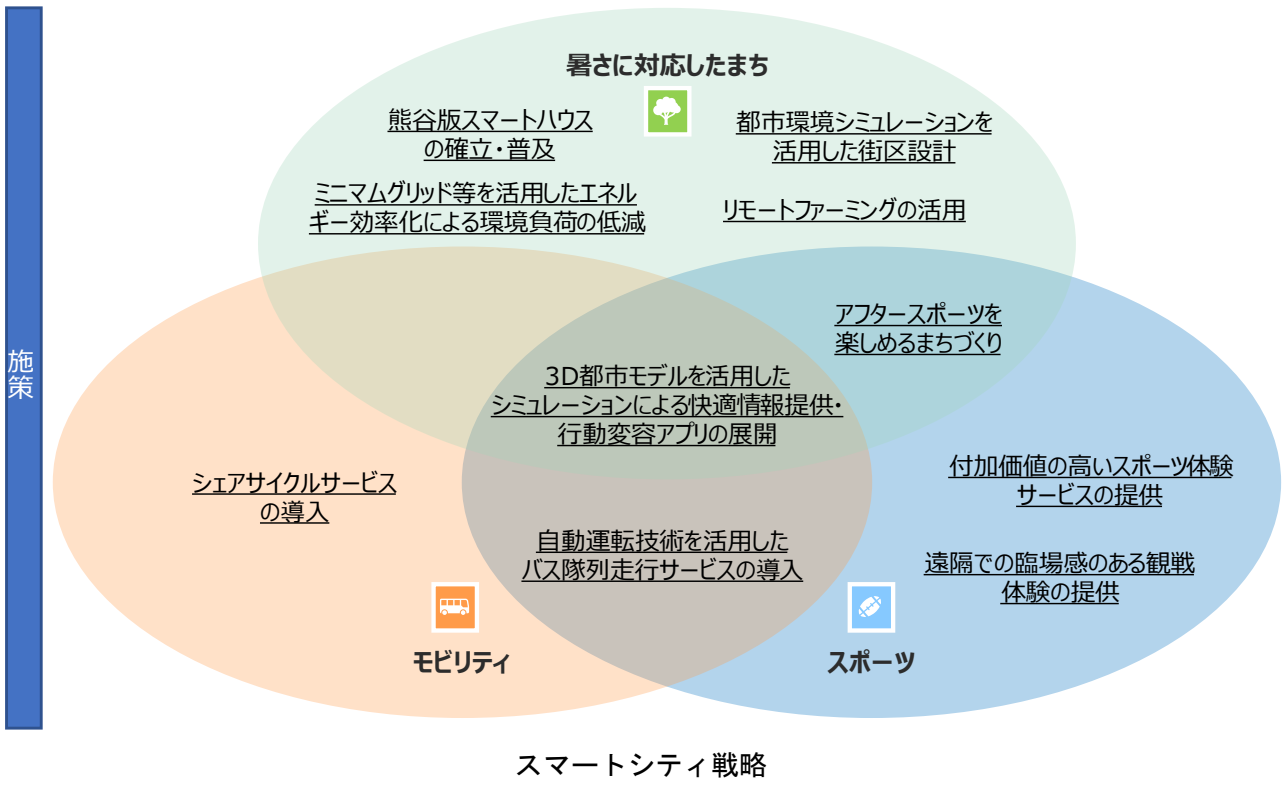 施策
暑さに対応したまち
熊谷版スマートハウス
の確立・普及
都市環境シミュレーションを
活用した街区設計
ミニマムグリッド等を活用したエネル
ギー効率化による環境負荷の低減
リモートファーミングの活用
アフタースポーツを
楽しめるまちづくり
3D都市モデルを活用した
シミュレーションによる快適情報提供・
行動変容アプリの展開
シェアサイクルサービス
の導入
付加価値の高いスポーツ体験
サービスの提供
自動運転技術を活用した
バス隊列走行サービスの導入
遠隔での臨場感のある観戦
体験の提供
モビリティ
スポーツ
スマートシティ戦略